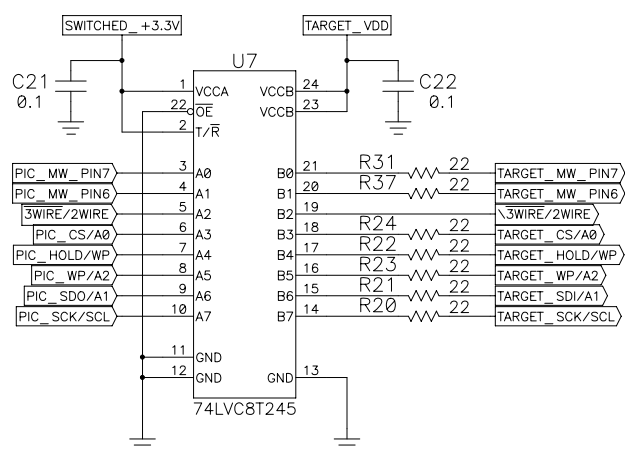 SWITCHED_+3.3V TARGET_VDD
U7
C21 0.1
C22 0.1
1 VCCA VCCB 24
22 OE VCCB 23
2 T/R
PIC_MW_PIN7 3 A0 B0 21 R31 22 TARGET_MW_PIN7
PIC_MW_PIN6 4 A1 B1 20 R37 22 TARGET_MW_PIN6
3WIRE/2WIRE 5 A2 B2 19 \3WIRE/2WIRE
PIC_CS/A0 6 A3 B3 18 R24 22 TARGET_CS/A0
PIC_HOLD/WP 7 A4 B4 17 R22 22 TARGET_HOLD/WP
PIC_WP/A2 8 A5 B5 16 R23 22 TARGET_WP/A2
PIC_SDO/A1 9 A6 B6 15 R21 22 TARGET_SDI/A1
PIC_SCK/SCL 10 A7 B7 14 R20 22 TARGET_SCK/SCL
11 GND
12 GND GND 13
74LVC8T245